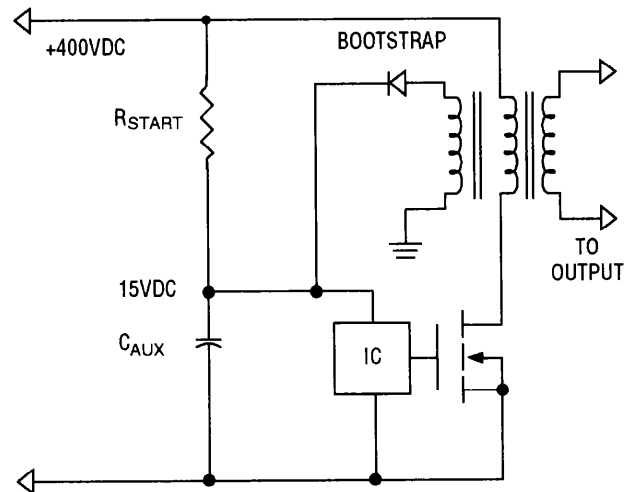 +400VDC
BOOTSTRAP
RSTART
15VDC
CAUX
IC
TO
OUTPUT